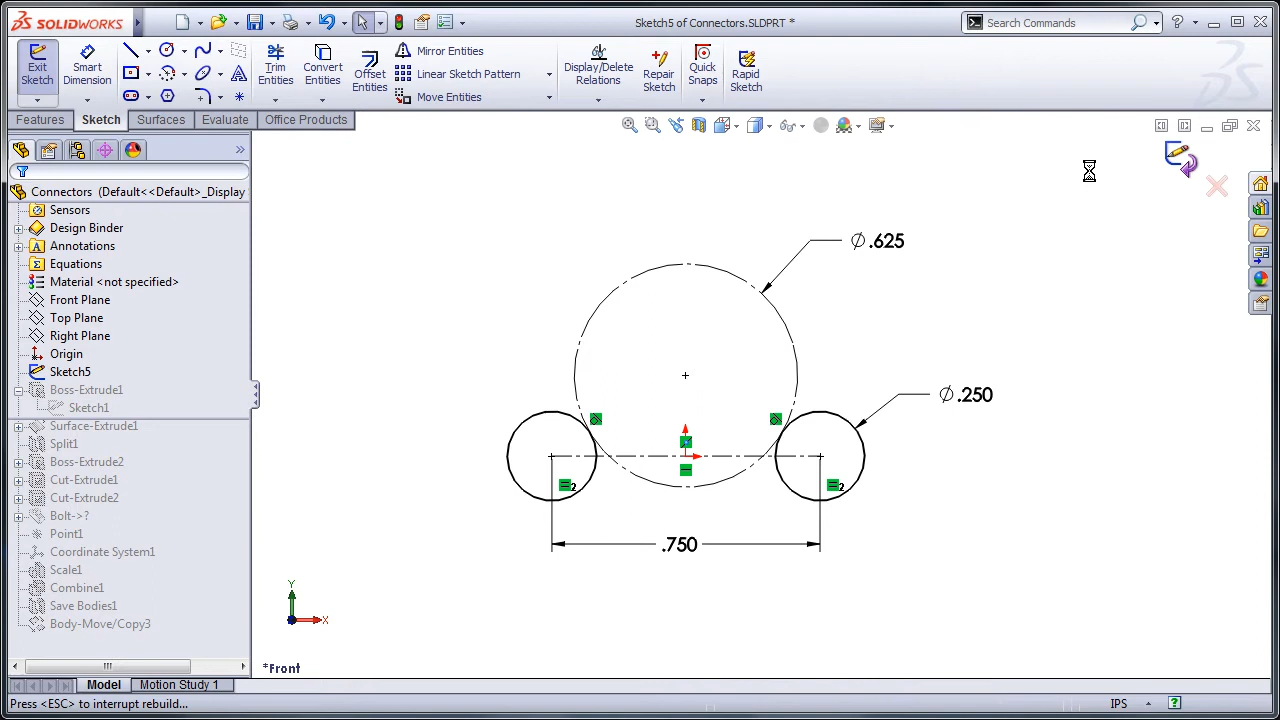 SOLIDWORKS
Sketch5 of Connectors.SLDPRT *
Search Commands
Exit Sketch
Smart Dimension
Trim Entities
Convert Entities
Offset Entities
Mirror Entities
Linear Sketch Pattern
Move Entities
Display/Delete Relations
Repair Sketch
Quick Snaps
Rapid Sketch
Features
Sketch
Surfaces
Evaluate
Office Products
Connectors (Default<<Default>_Display
Sensors
Design Binder
Annotations
Equations
Material <not specified>
Front Plane
Top Plane
Right Plane
Origin
Sketch5
Boss-Extrude1
Sketch1
Surface-Extrude1
Split1
Boss-Extrude2
Cut-Extrude1
Cut-Extrude2
Bolt->?
Point1
Coordinate System1
Scale1
Combine1
Save Bodies1
Body-Move/Copy3
∅ .625
∅ .250
2
2
.750
Y
X
*Front
Model
Motion Study 1
Press <ESC> to interrupt rebuild...
IPS